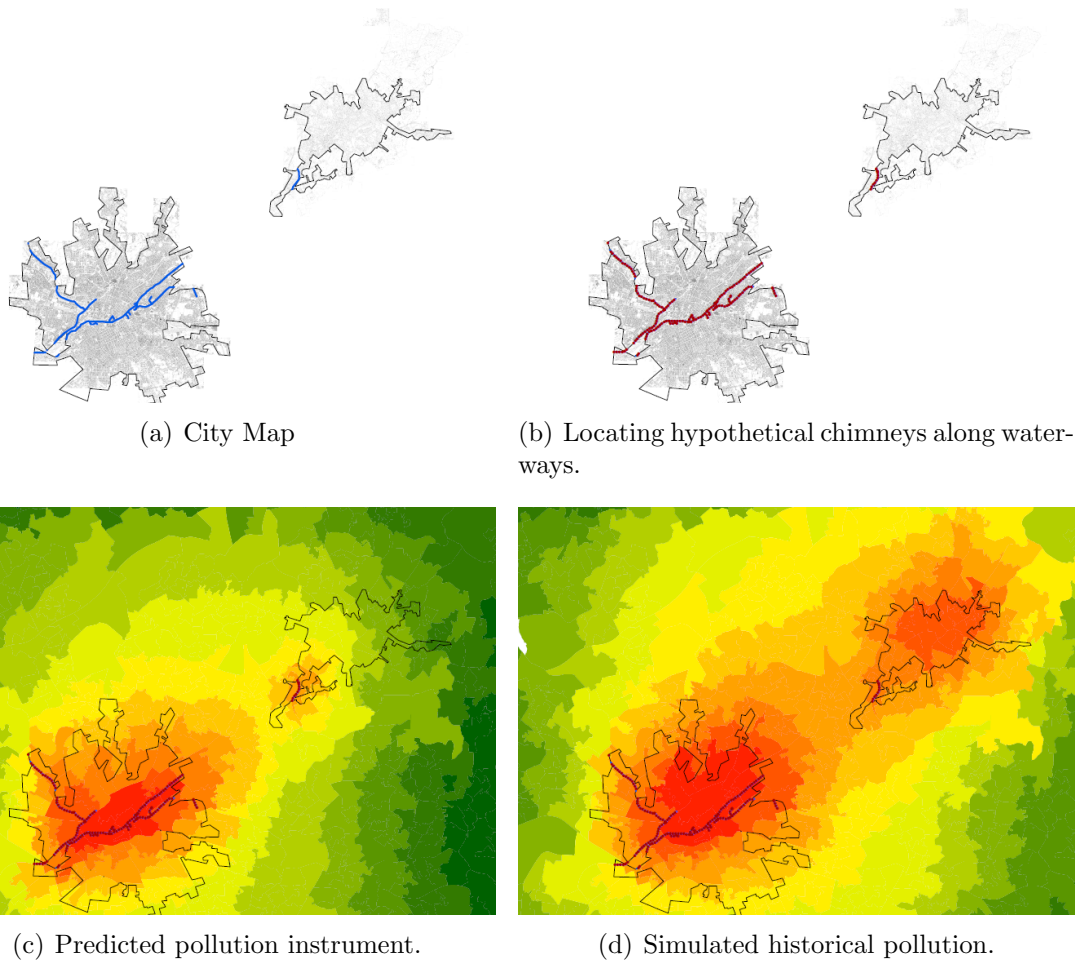 (a) City Map
(b) Locating hypothetical chimneys along water-
ways.
(c) Predicted pollution instrument.
(d) Simulated historical pollution.